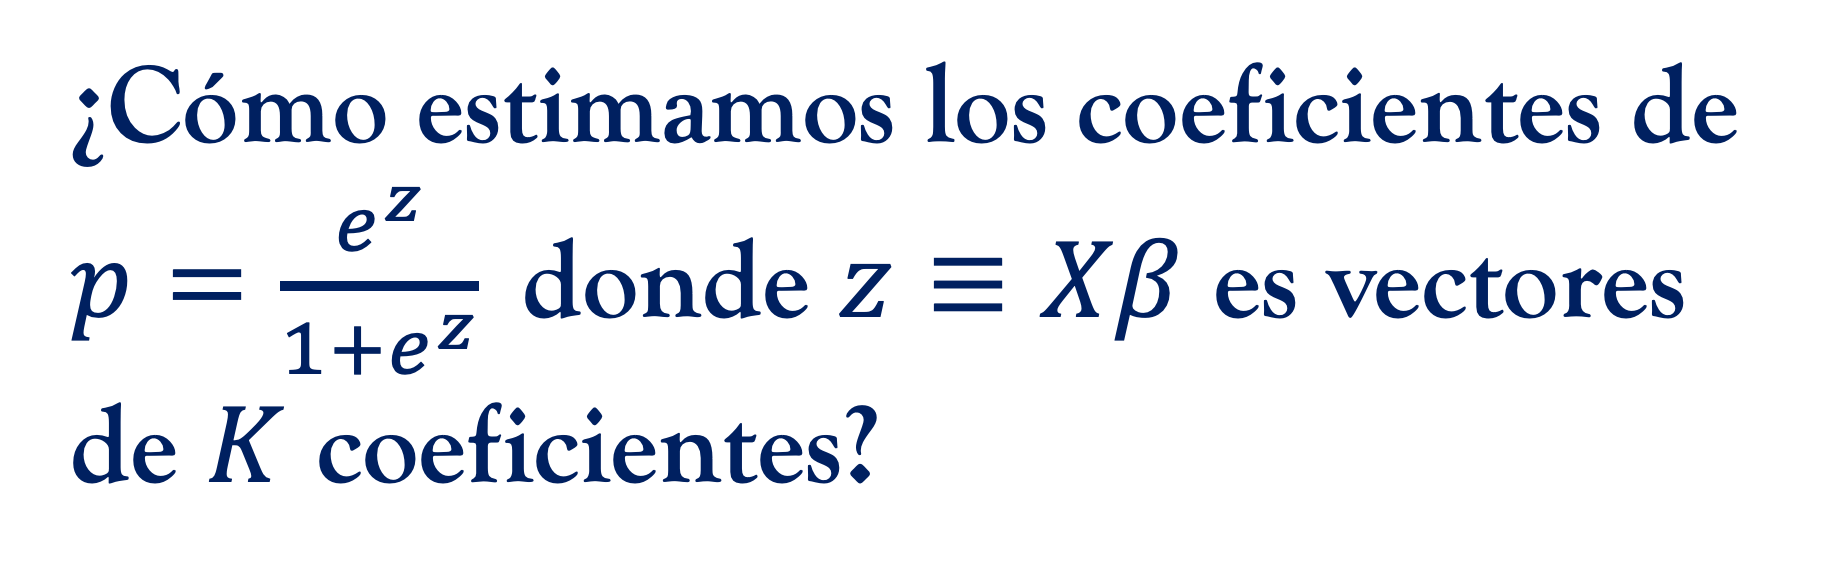 ¿Cómo estimamos los coeficientes de
p = e^z / 1+e^z donde z ≡ Xβ es vectores
de K coeficientes?